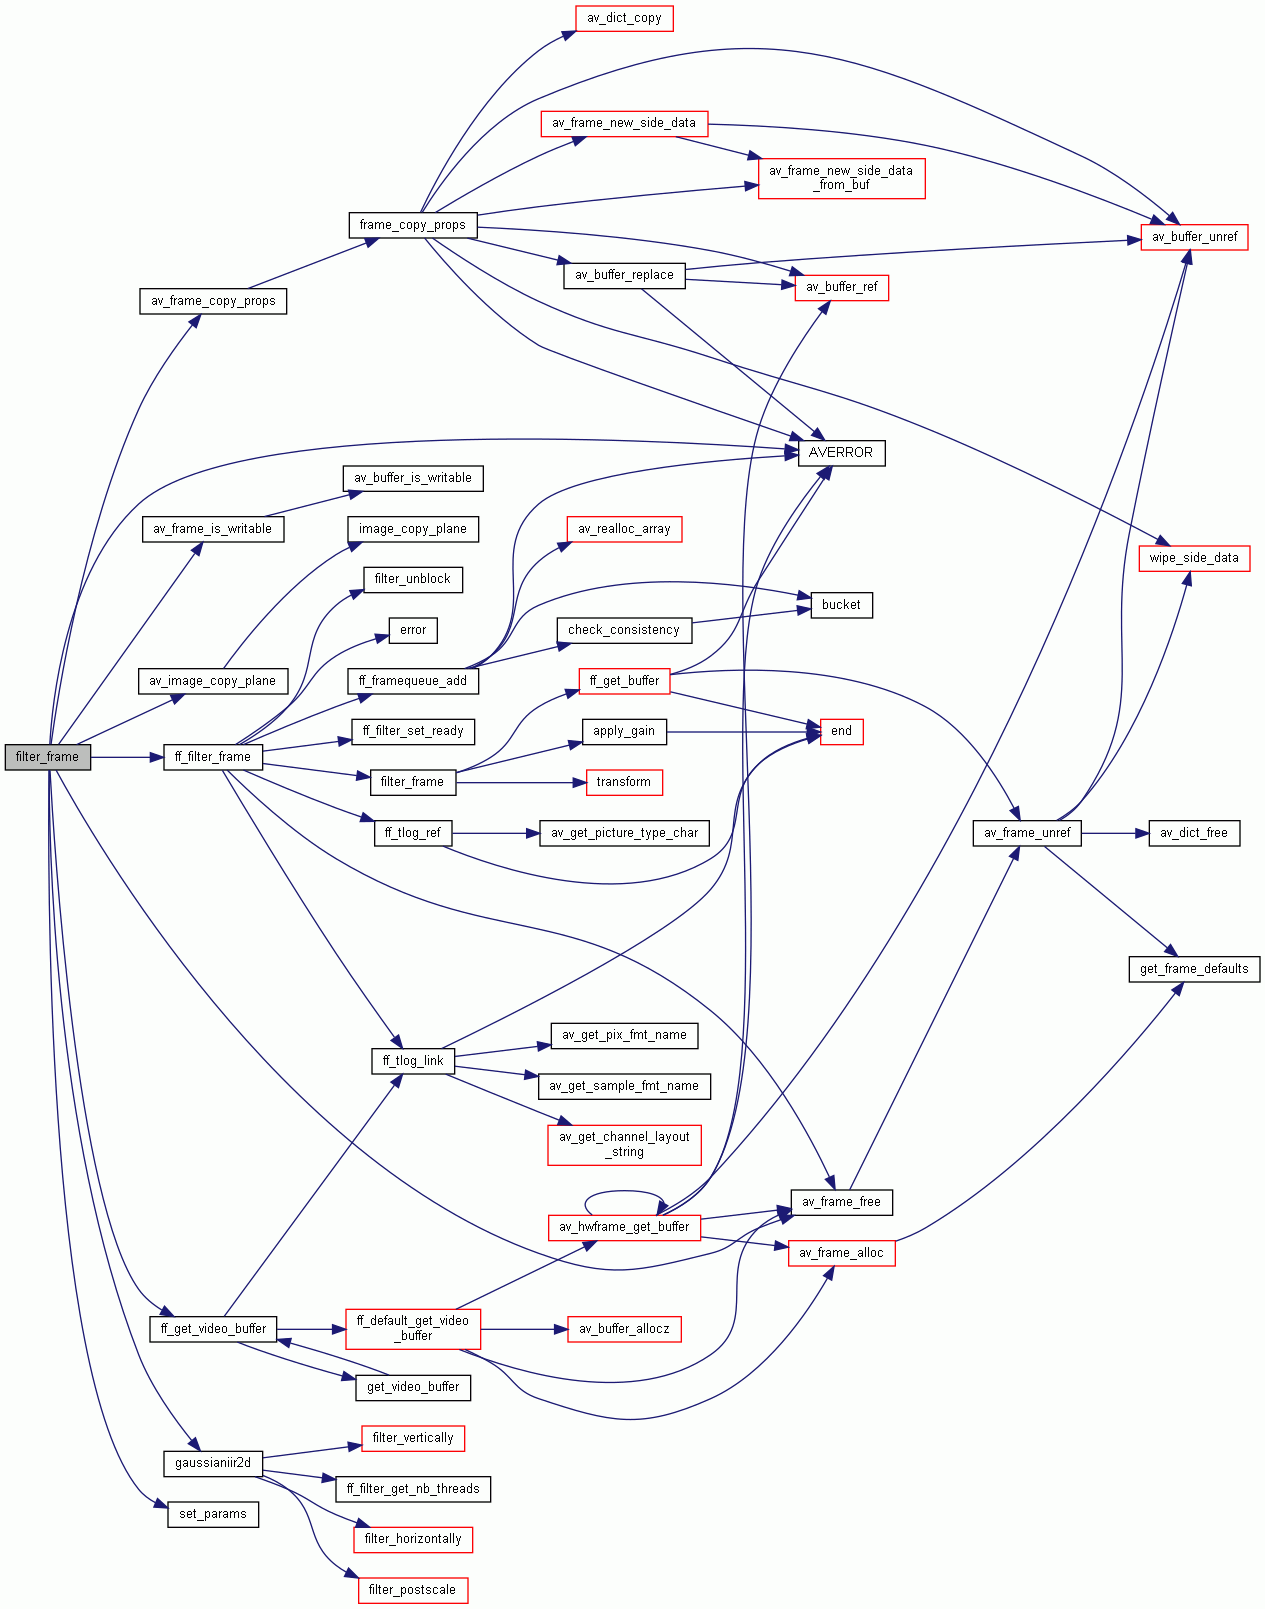 av_dict_copy
av_frame_new_side_data
av_frame_new_side_data
_from_buf
frame_copy_props
av_buffer_unref
av_buffer_replace
av_buffer_ref
av_frame_copy_props
AVERROR
av_buffer_is_writable
av_frame_is_writable
image_copy_plane
av_realloc_array
wipe_side_data
filter_unblock
bucket
error
check_consistency
av_image_copy_plane
ff_framequeue_add
ff_get_buffer
ff_filter_set_ready
apply_gain
end
filter_frame
ff_filter_frame
filter_frame
transform
ff_tlog_ref
av_get_picture_type_char
av_frame_unref
av_dict_free
get_frame_defaults
av_get_pix_fmt_name
ff_tlog_link
av_get_sample_fmt_name
av_get_channel_layout
_string
av_frame_free
av_hwframe_get_buffer
av_frame_alloc
ff_get_video_buffer
ff_default_get_video
_buffer
av_buffer_allocz
get_video_buffer
filter_vertically
gaussianiir2d
ff_filter_get_nb_threads
set_params
filter_horizontally
filter_postscale